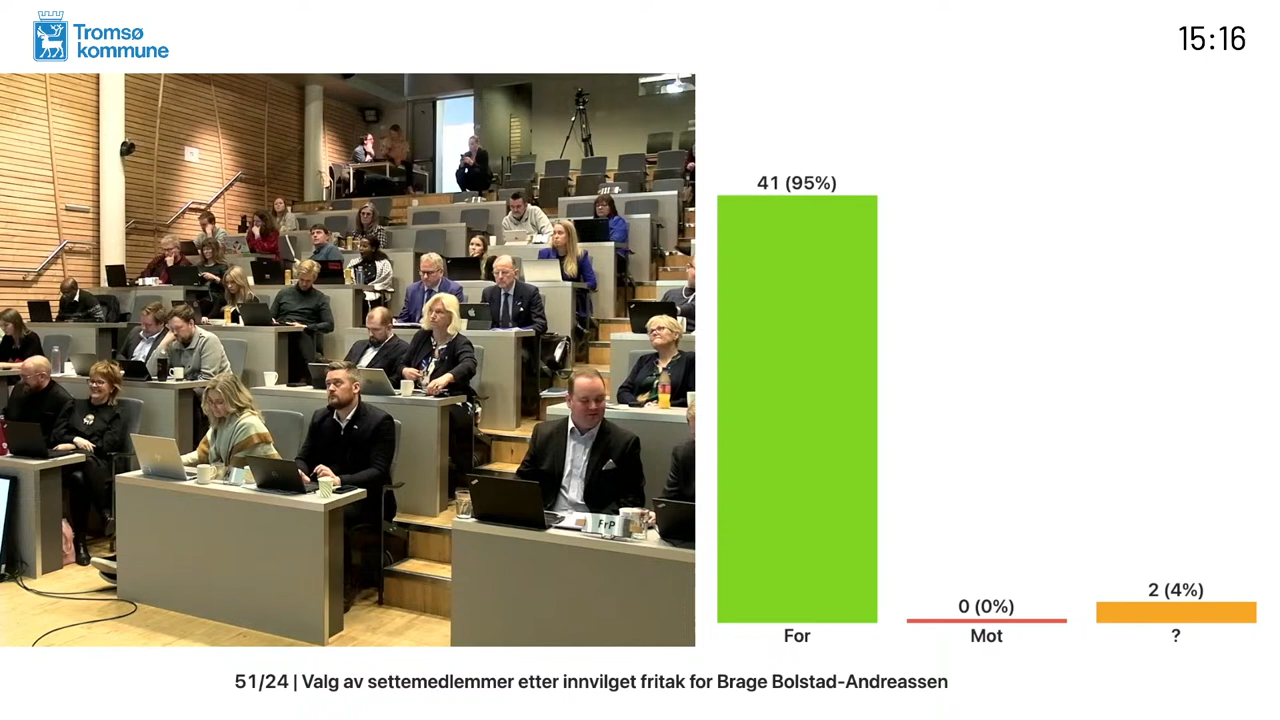 Tromsø
kommune
15:16
41 (95%)
0 (0%)
2 (4%)
For
Mot
?
FrP
51/24 | Valg av settemedlemmer etter innvilget fritak for Brage Bolstad-Andreassen